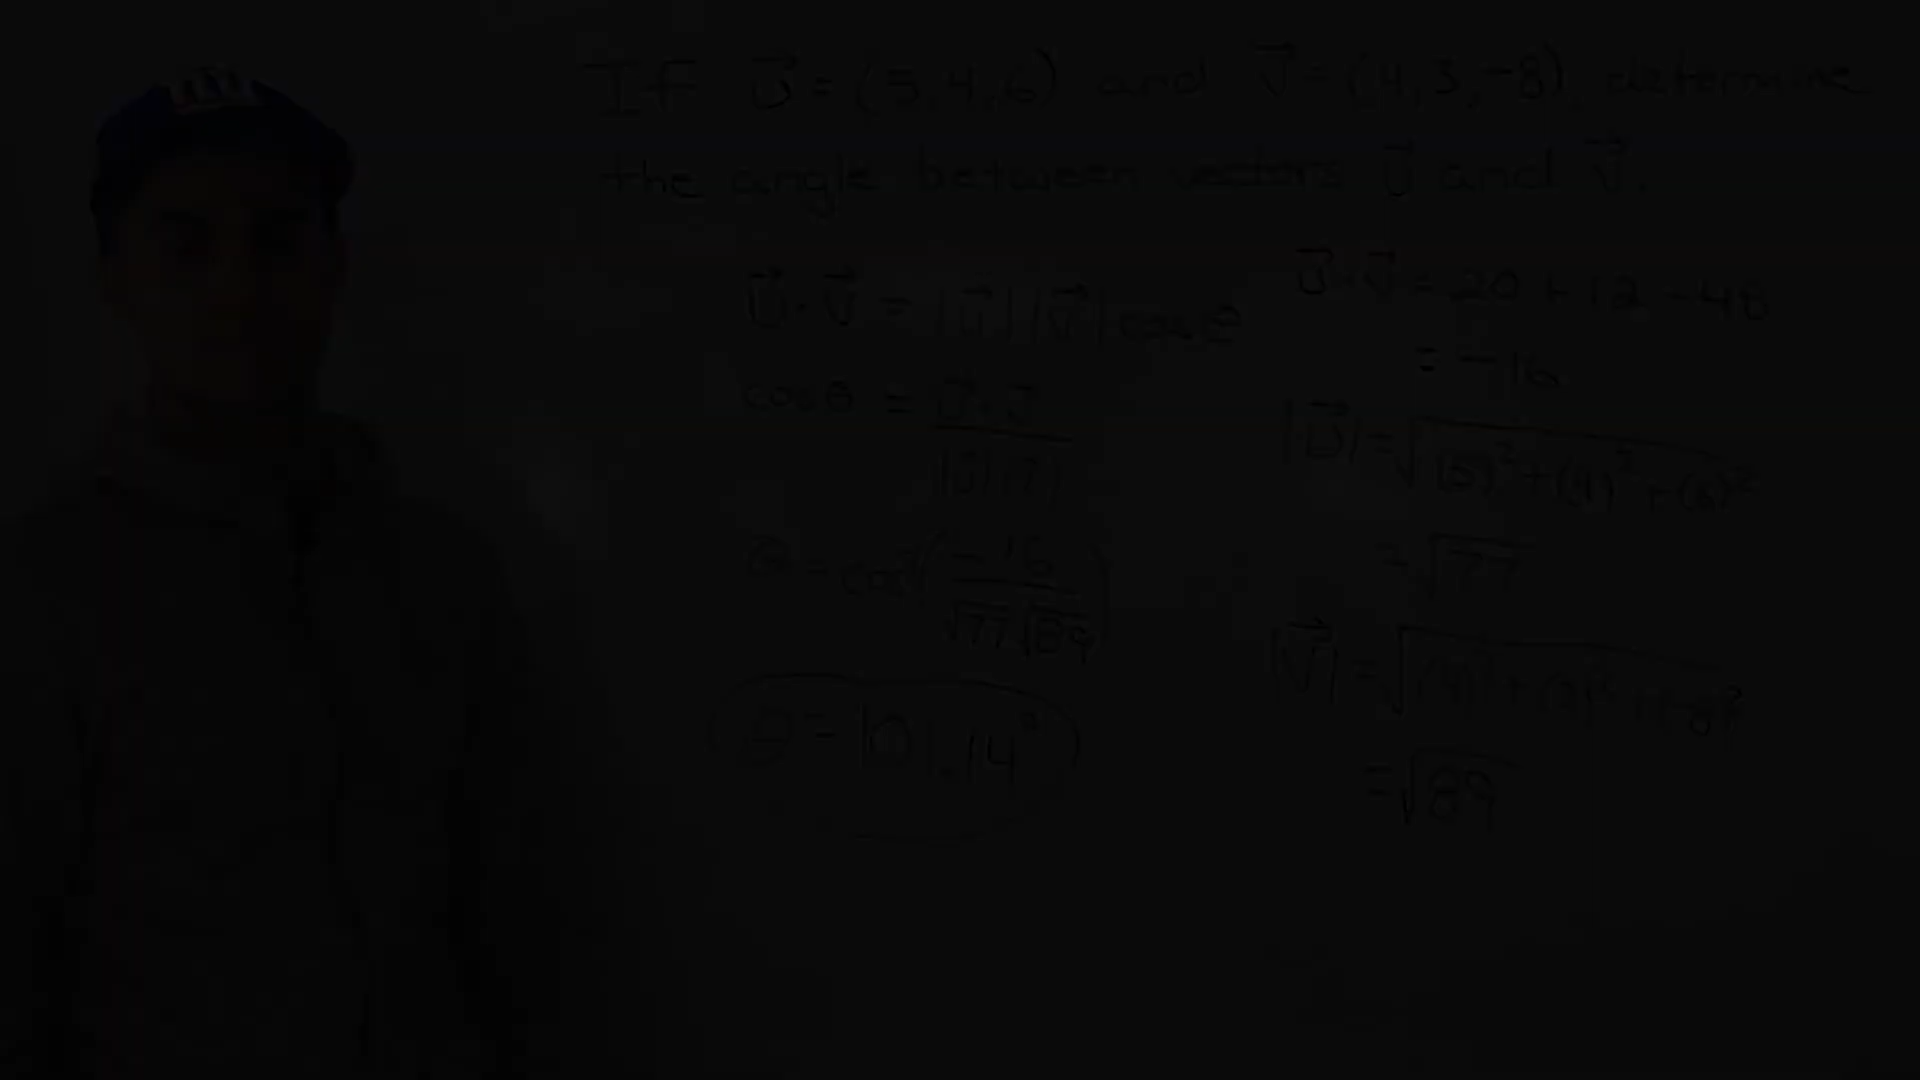 If u⃗ = (5,4,6) and v⃗ = (4,3,-8), determine
the angle between vectors u⃗ and v⃗.
u⃗ · v⃗ = |u⃗| |v⃗| cos θ
cos θ = u⃗ · v⃗ / |u⃗| |v⃗|
θ = cos⁻¹(-16 / √77 √89)
θ = 101.14°
u⃗ · v⃗ = 20 + 12 - 48
= -16
|u⃗| = √(5)² + (4)² + (6)²
= √77
|v⃗| = √(4)² + (3)² + (-8)²
= √89